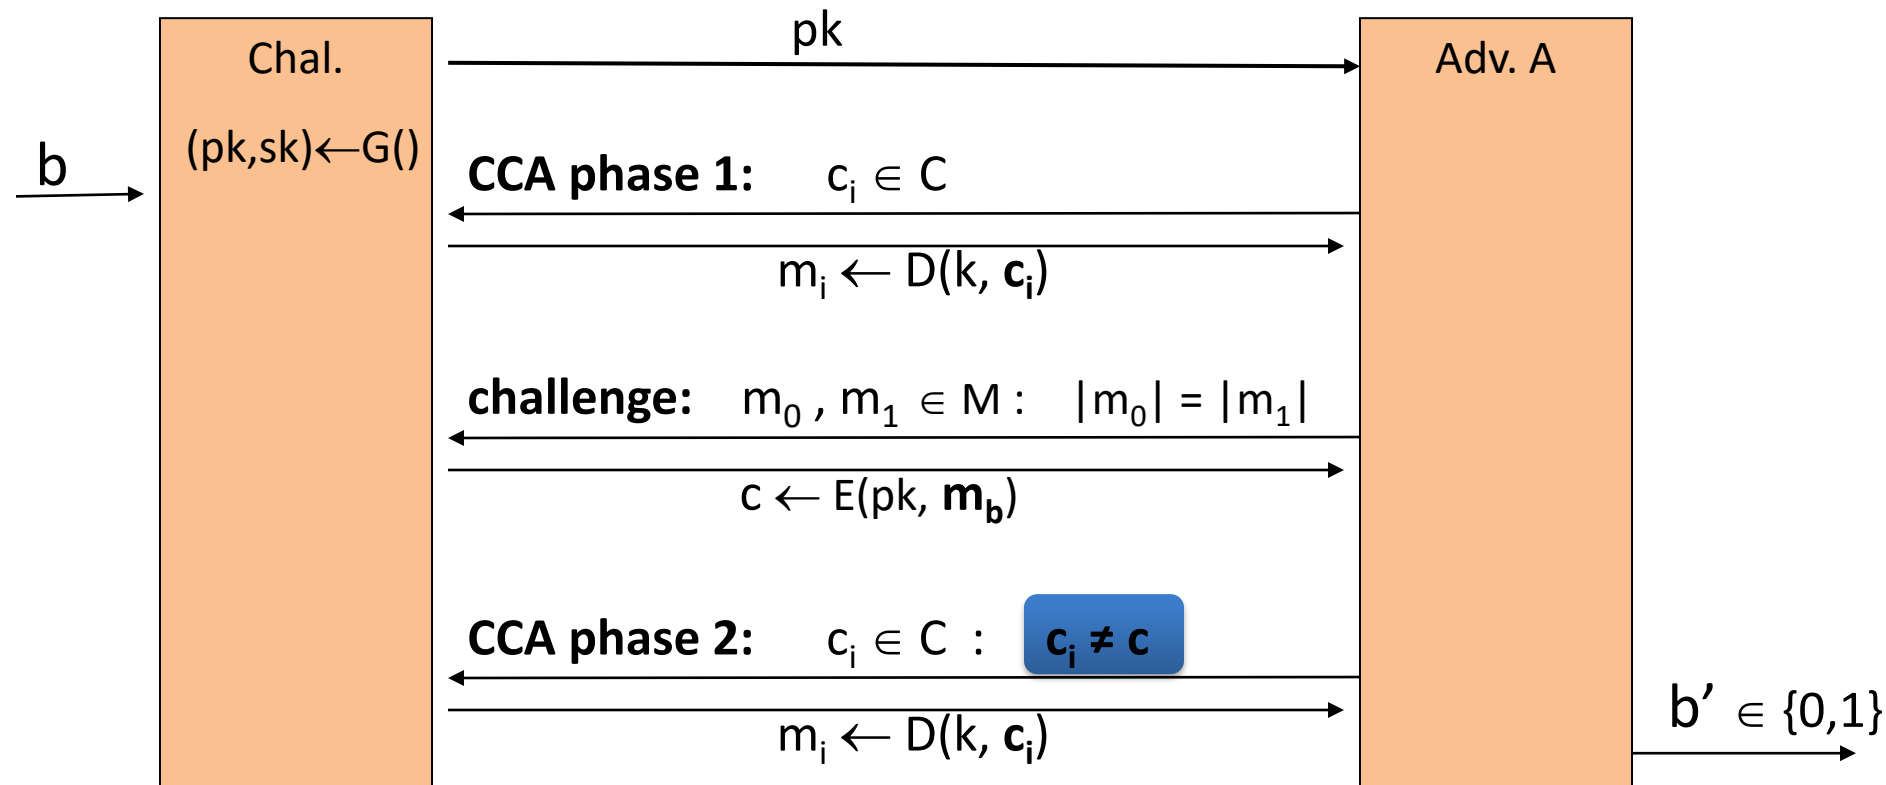 pk
Chal.
Adv. A
b
(pk,sk)←G()
CCA phase 1: cᵢ ∈ C
mᵢ ← D(k, cᵢ)
challenge: m₀ , m₁ ∈ M : |m₀| = |m₁|
c ← E(pk, m_b)
CCA phase 2: cᵢ ∈ C : cᵢ ≠ c
mᵢ ← D(k, cᵢ)
b’ ∈ {0,1}